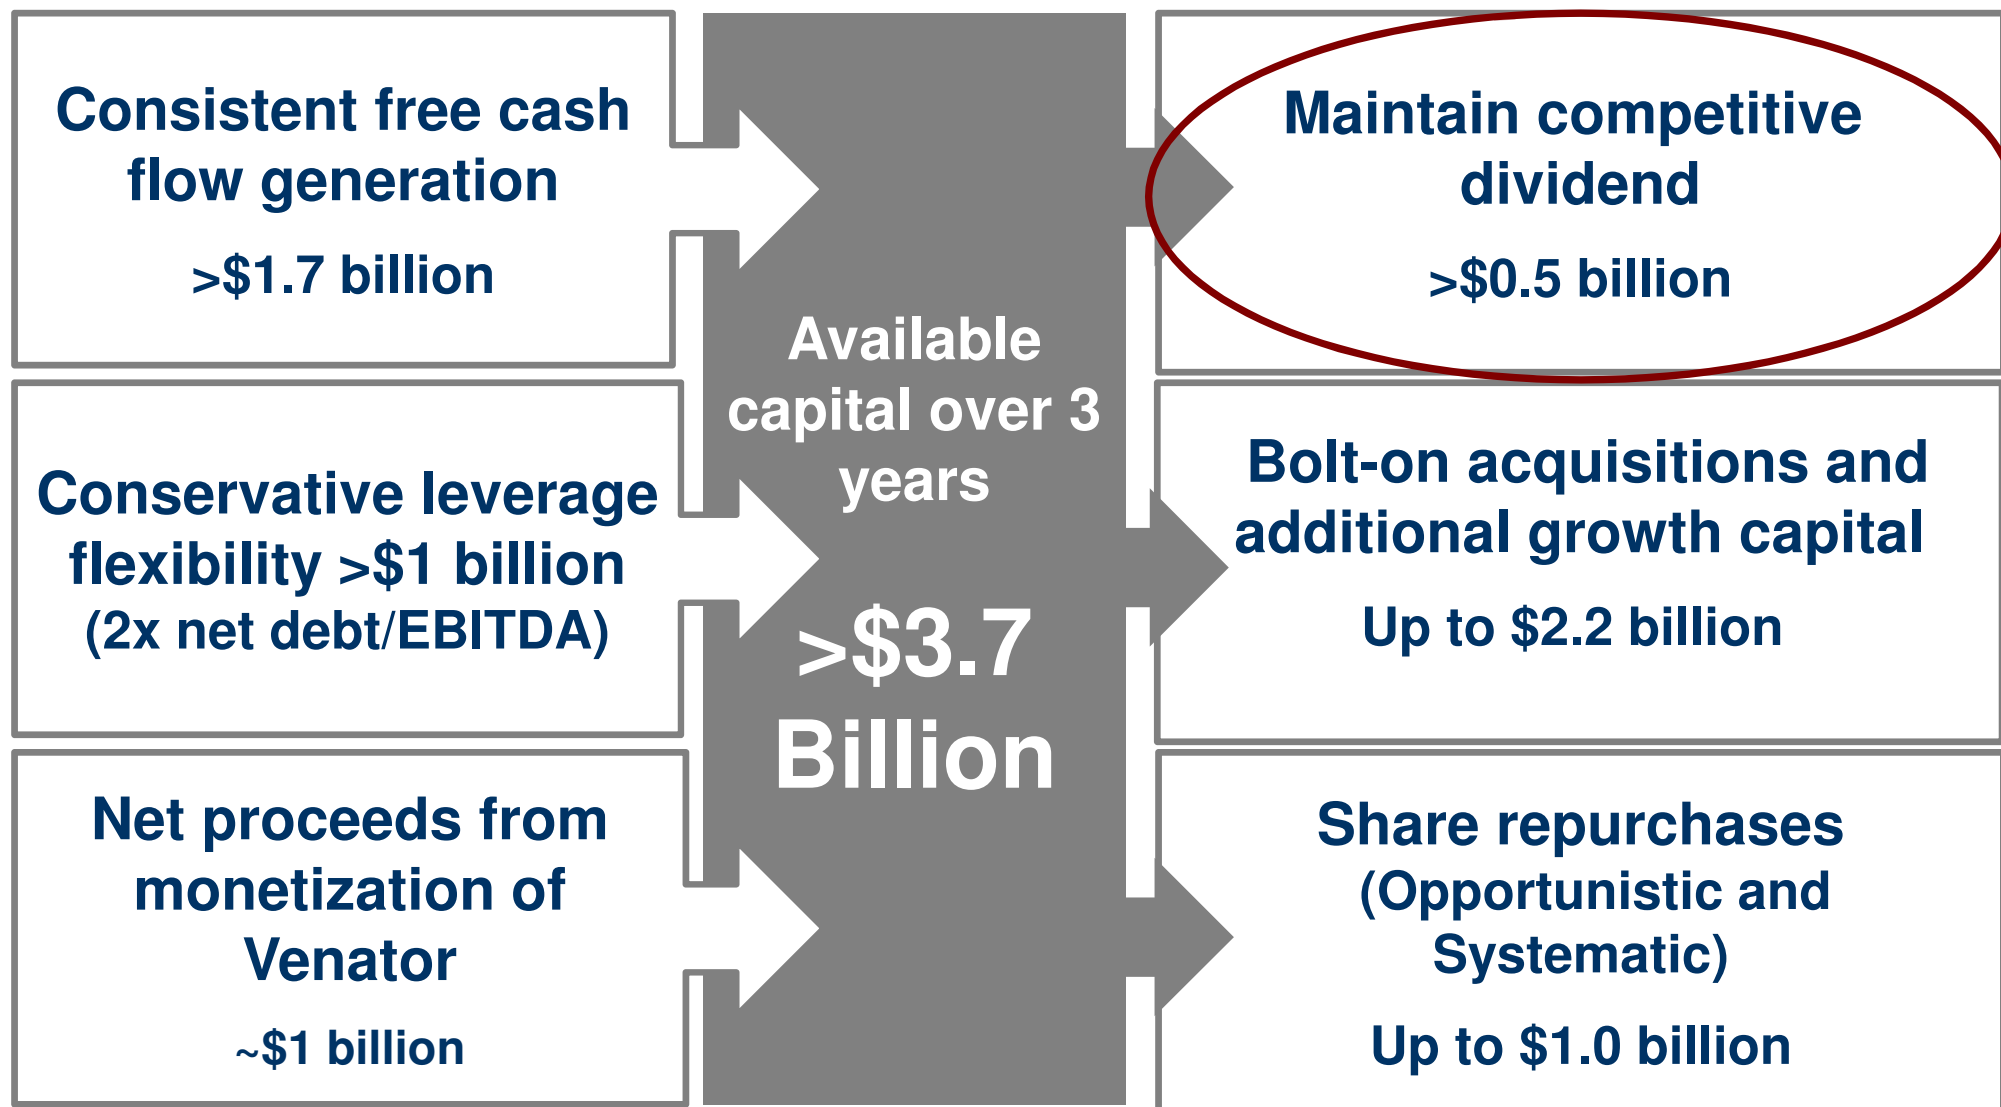 Consistent free cash
flow generation
>$1.7 billion
Conservative leverage
flexibility >$1 billion
(2x net debt/EBITDA)
Net proceeds from
monetization of
Venator
~$1 billion
Available
capital over 3
years
>$3.7
Billion
Maintain competitive
dividend
>$0.5 billion
Bolt-on acquisitions and
additional growth capital
Up to $2.2 billion
Share repurchases
(Opportunistic and
Systematic)
Up to $1.0 billion